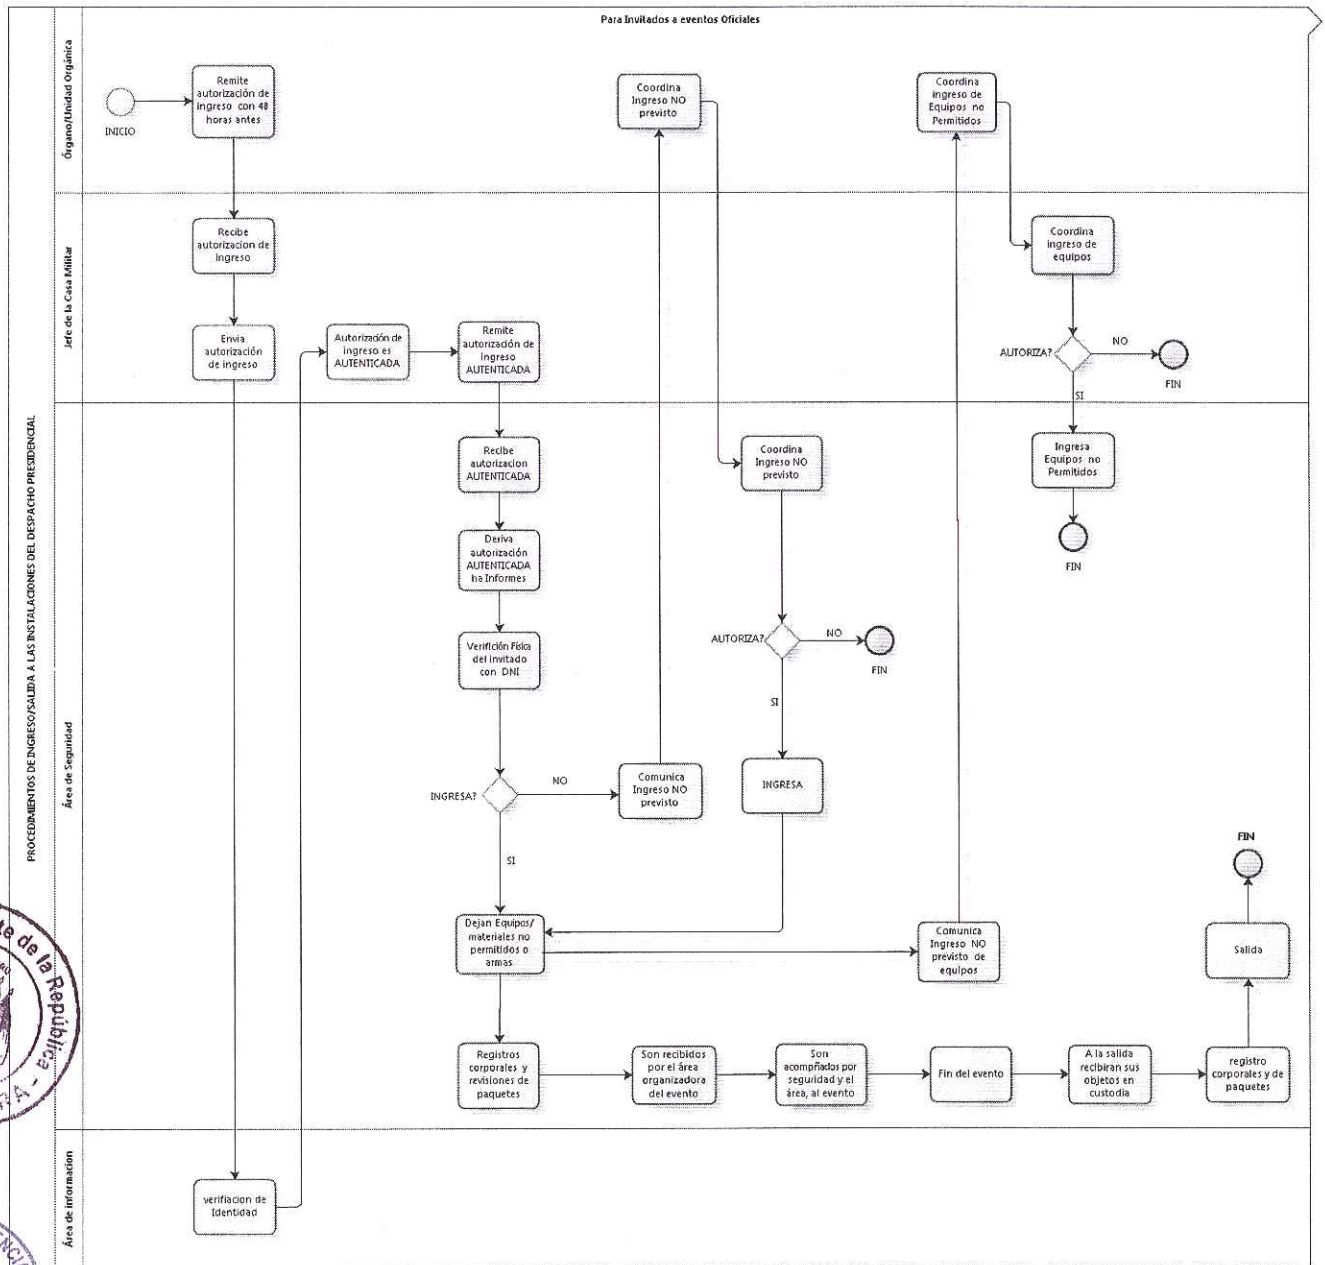 Para Invitados a eventos Oficiales
PROCEDIMIENTOS DE INGRESO/SALIDA A LAS INSTALACIONES DEL DESPACHO PRESIDENCIAL
Órgano/Unidad Orgánica
INICIO
Remite
autorización de
ingreso con 48
horas antes
Coordina
Ingreso NO
previsto
Coordina
ingreso de
Equipos no
Permitidos
Jefe de la Casa Militar
Recibe
autorizacion de
Ingreso
Envia
autorización
de ingreso
Autorización de
ingreso es
AUTENTICADA
Remite
autorización de
ingreso
AUTENTICADA
Coordina
ingreso de
equipos
AUTORIZA?
NO
FIN
SI
Área de Seguridad
Recibe
autorizacion
AUTENTICADA
Deriva
autorización
AUTENTICADA
ha Informes
Verifición Física
del invitado
con DNI
INGRESA?
NO
SI
Comunica
Ingreso NO
previsto
Coordina
Ingreso NO
previsto
AUTORIZA?
NO
FIN
SI
INGRESA
Ingresa
Equipos no
Permitidos
FIN
Dejan Equipos/
materiales no
permitidos o
armas
Comunica
Ingreso NO
previsto de
equipos
Registros
corporales y
revisiones de
paquetes
Son recibidos
por el área
organizadora
del evento
Son
acompñados por
seguridad y el
área, al evento
Fin del evento
A la salida
recibiran sus
objetos en
custodia
registro
corporales y de
paquetes
Salida
FIN
Área de informacion
verifiacion de
Identidad
de la República -